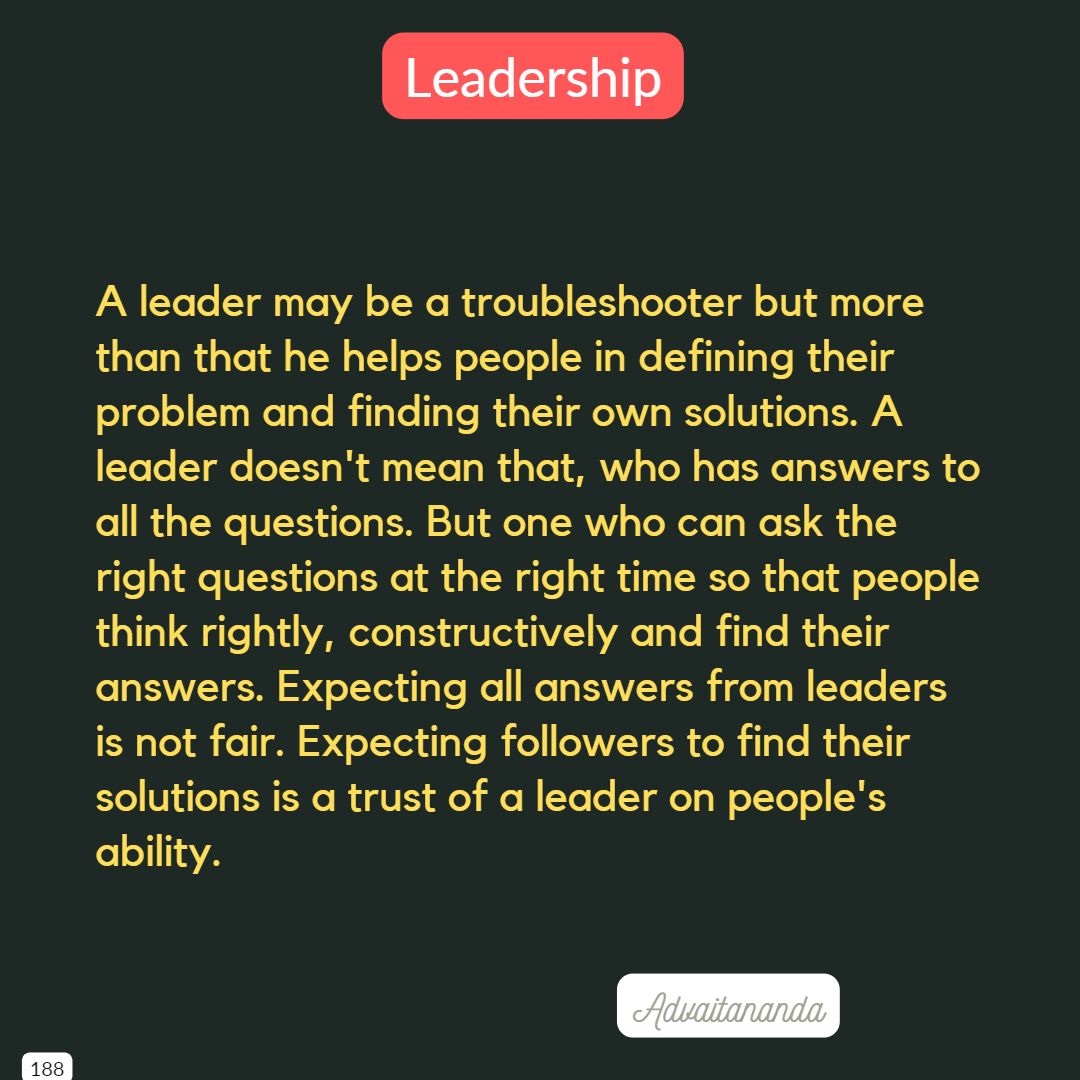 Leadership
A leader may be a troubleshooter but more
than that he helps people in defining their
problem and finding their own solutions. A
leader doesn't mean that, who has answers to
all the questions. But one who can ask the
right questions at the right time so that people
think rightly, constructively and find their
answers. Expecting all answers from leaders
is not fair. Expecting followers to find their
solutions is a trust of a leader on people's
ability.
Advaitananda
188